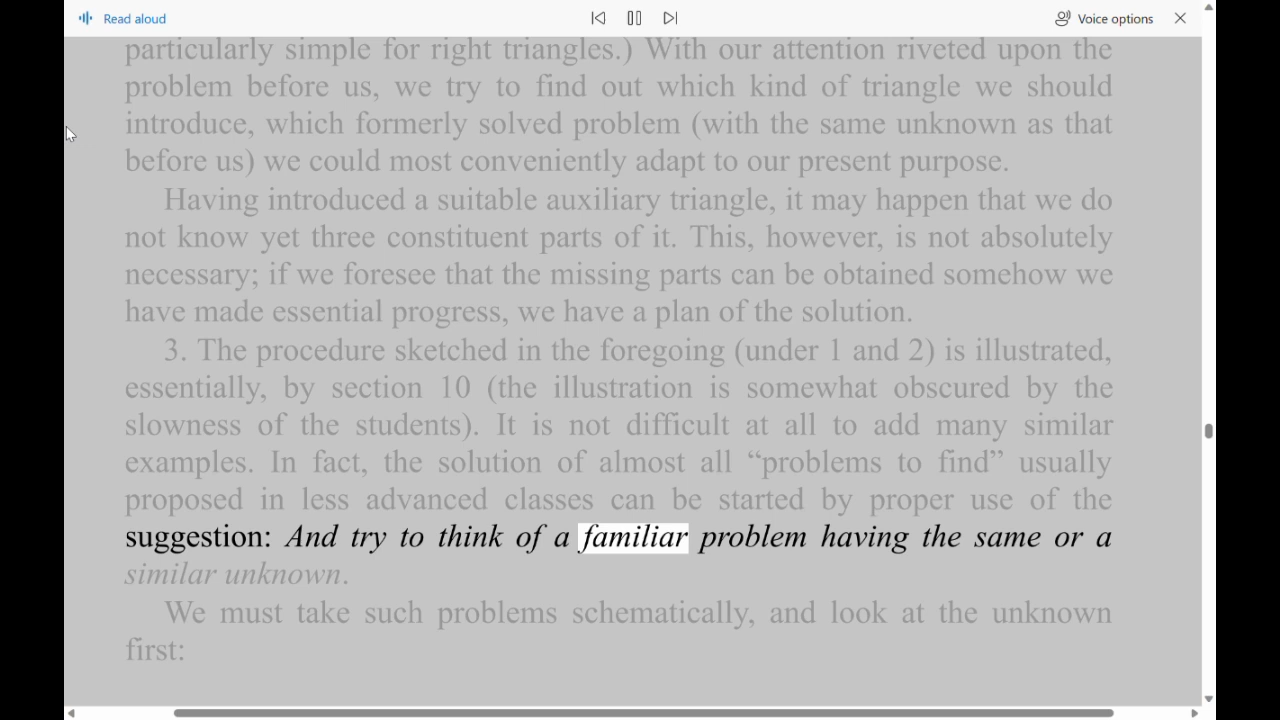 Read aloud
Voice options
particularly simple for right triangles.) With our attention riveted upon the
problem before us, we try to find out which kind of triangle we should
introduce, which formerly solved problem (with the same unknown as that
before us) we could most conveniently adapt to our present purpose.
Having introduced a suitable auxiliary triangle, it may happen that we do
not know yet three constituent parts of it. This, however, is not absolutely
necessary; if we foresee that the missing parts can be obtained somehow we
have made essential progress, we have a plan of the solution.
3. The procedure sketched in the foregoing (under 1 and 2) is illustrated,
essentially, by section 10 (the illustration is somewhat obscured by the
slowness of the students). It is not difficult at all to add many similar
examples. In fact, the solution of almost all “problems to find” usually
proposed in less advanced classes can be started by proper use of the
suggestion: And try to think of a familiar problem having the same or a
similar unknown.
We must take such problems schematically, and look at the unknown
first: